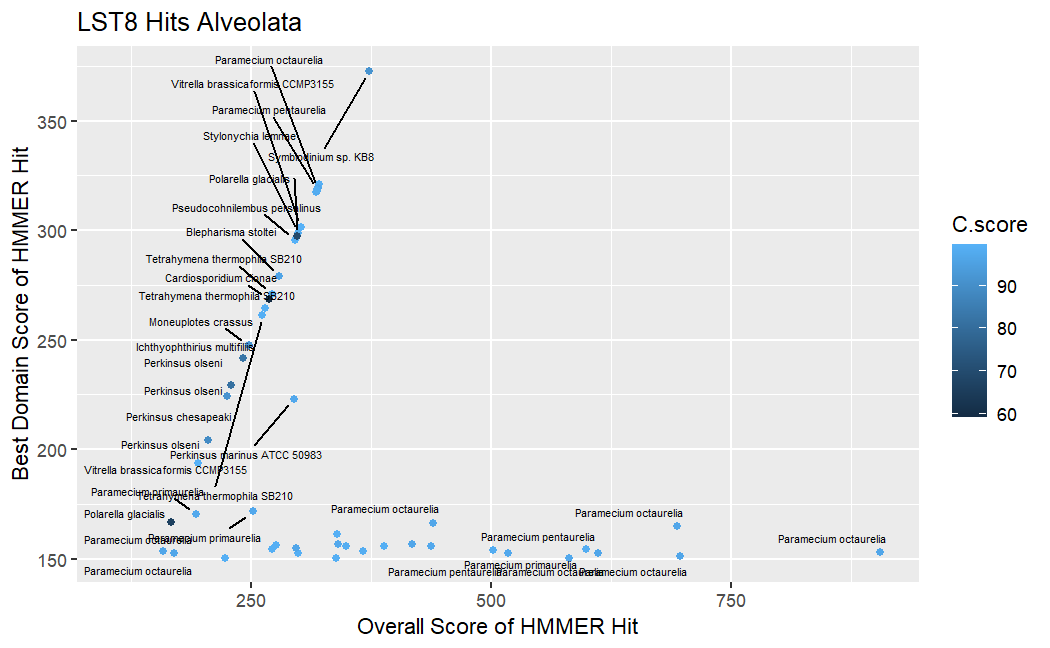 LST8 Hits Alveolata
Paramecium octaurelia
Vitrella brassicaformis CCMP3155
Paramecium pentaurelia
Stylonychia lemnae
Symbiodinium sp. KB8
Polarella glacialis
Pseudocohnilembus persalinus
Blepharisma stoltei
Tetrahymena thermophila SB210
Cardiosporidium cionae
Tetrahymena thermophila SB210
Moneuplotes crassus
Ichthyophthirius multifiliis
Perkinsus olseni
Perkinsus olseni
Perkinsus chesapeaki
Perkinsus olseni
Perkinsus marinus ATCC 50983
Vitrella brassicaformis CCMP3155
Paramecium primaurelia
Tetrahymena thermophila SB210
Polarella glacialis
Paramecium octaurelia
Paramecium octaurelia
Paramecium primaurelia
Paramecium octaurelia
Paramecium pentaurelia
Paramecium octaurelia
Paramecium primaurelia
Paramecium octaurelia
Paramecium pentaurelia
Paramecium octaurelia
Paramecium octaurelia
350
300
250
200
150
250
500
750
Overall Score of HMMER Hit
Best Domain Score of HMMER Hit
C.score
90
80
70
60